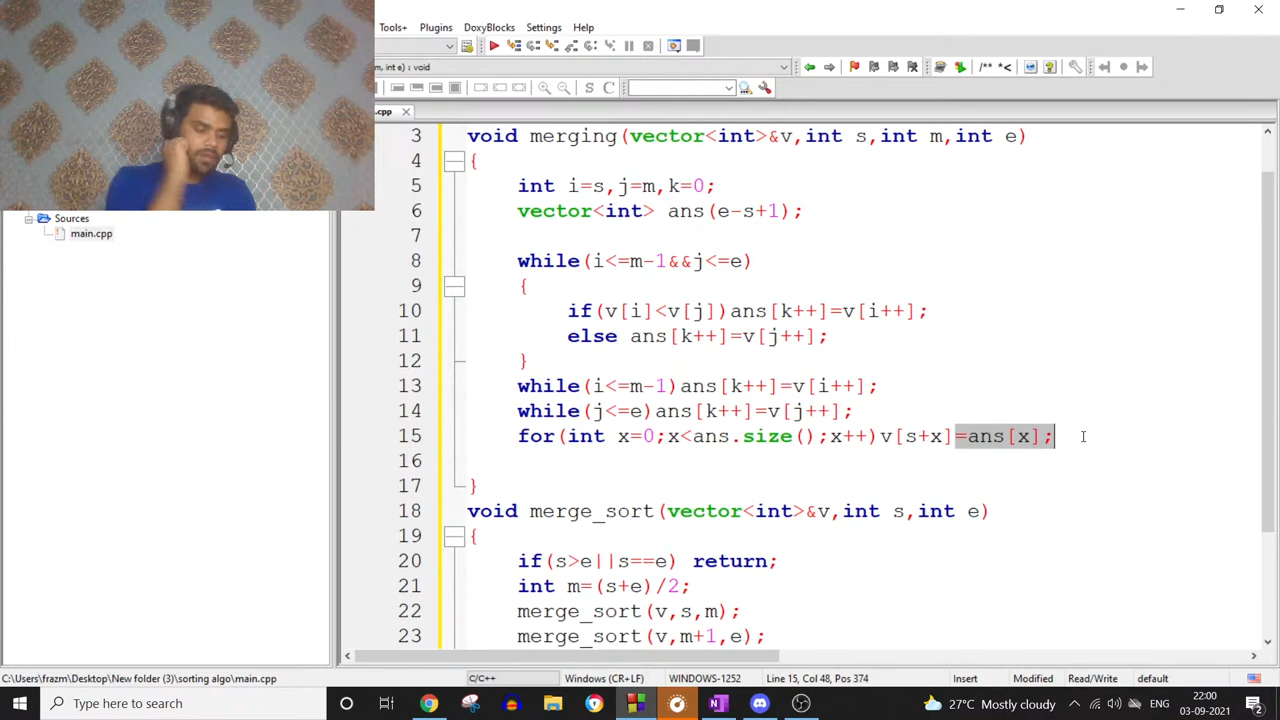 Tools+ Plugins DoxyBlocks Settings Help
m, int e) : void
/** *<
S C
.cpp
Sources
main.cpp
3 void merging(vector<int>&v,int s,int m,int e)
4 {
5 int i=s,j=m,k=0;
6 vector<int> ans(e-s+1);
7
8 while(i<=m-1&&j<=e)
9 {
10 if(v[i]<v[j])ans[k++]=v[i++];
11 else ans[k++]=v[j++];
12 }
13 while(i<=m-1)ans[k++]=v[i++];
14 while(j<=e)ans[k++]=v[j++];
15 for(int x=0;x<ans.size();x++)v[s+x]=ans[x];
16
17 }
18 void merge_sort(vector<int>&v,int s,int e)
19 {
20 if(s>e||s==e) return;
21 int m=(s+e)/2;
22 merge_sort(v,s,m);
23 merge_sort(v,m+1,e);
C:\Users\frazm\Desktop\New folder (3)\sorting algo\main.cpp C/C++ Windows (CR+LF) WINDOWS-1252 Line 15, Col 48, Pos 374 Insert Modified Read/Write default
Type here to search 27°C Mostly cloudy ENG 22:00
03-09-2021 2